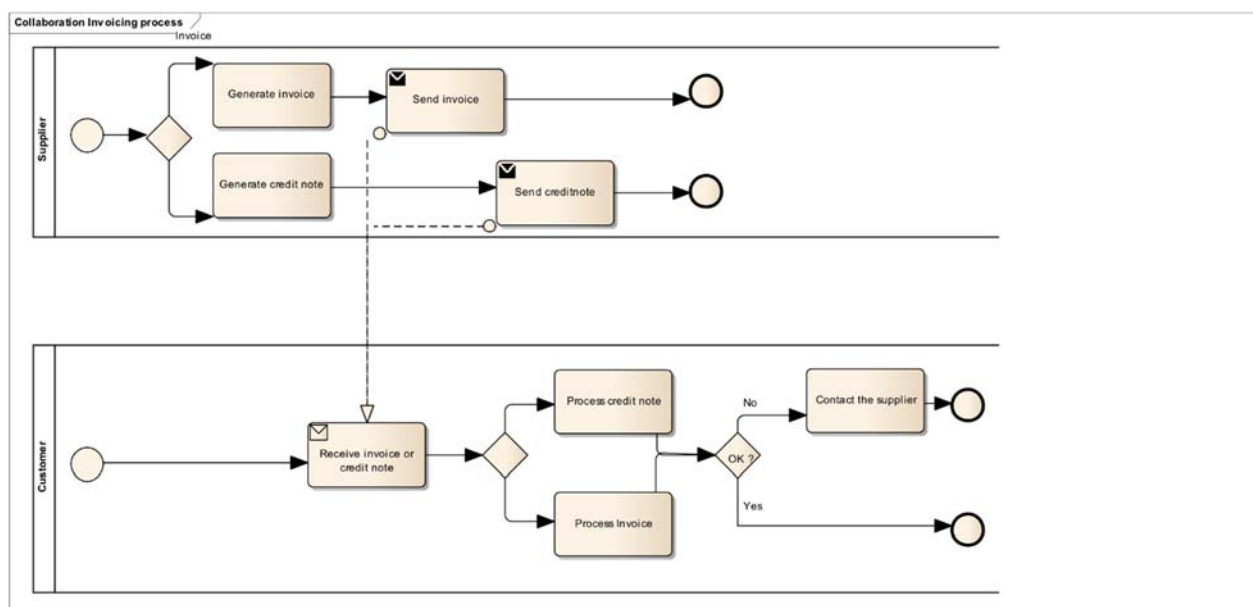 Collaboration Invoicing process
Invoice
Supplier
Generate invoice
Send invoice
Generate credit note
Send creditnote
Customer
Receive invoice or
credit note
Process credit note
Process Invoice
OK ?
No
Contact the supplier
Yes